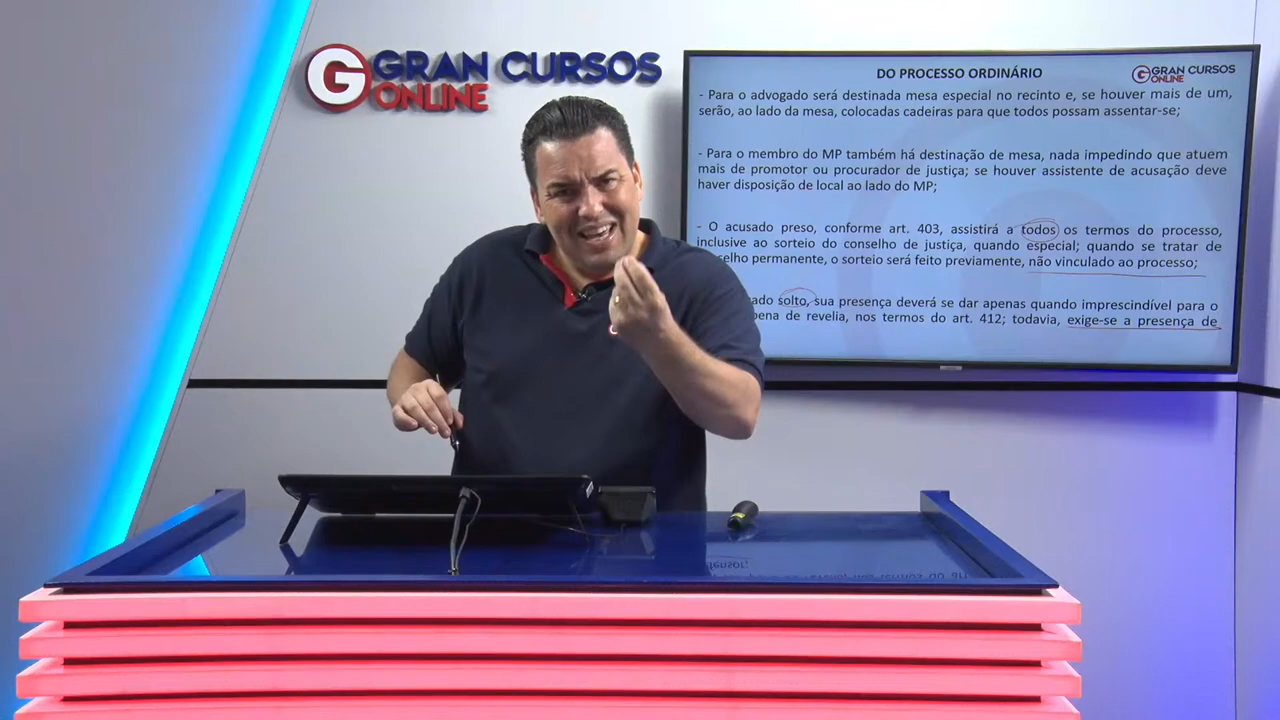 GRAN CURSOS
ONLINE
DO PROCESSO ORDINÁRIO
GRAN CURSOS
ONLINE
- Para o advogado será destinada mesa especial no recinto e, se houver mais de um,
serão, ao lado da mesa, colocadas cadeiras para que todos possam assentar-se;
- Para o membro do MP também há destinação de mesa, nada impedindo que atuem
mais de promotor ou procurador de justiça; se houver assistente de acusação deve
haver disposição de local ao lado do MP;
- O acusado preso, conforme art. 403, assistirá a todos os termos do processo,
inclusive ao sorteio do conselho de justiça, quando especial; quando se tratar de
selho permanente, o sorteio será feito previamente, não vinculado ao processo;
ado solto, sua presença deverá se dar apenas quando imprescindível para o
pena de revelia, nos termos do art. 412; todavia, exige-se a presença de